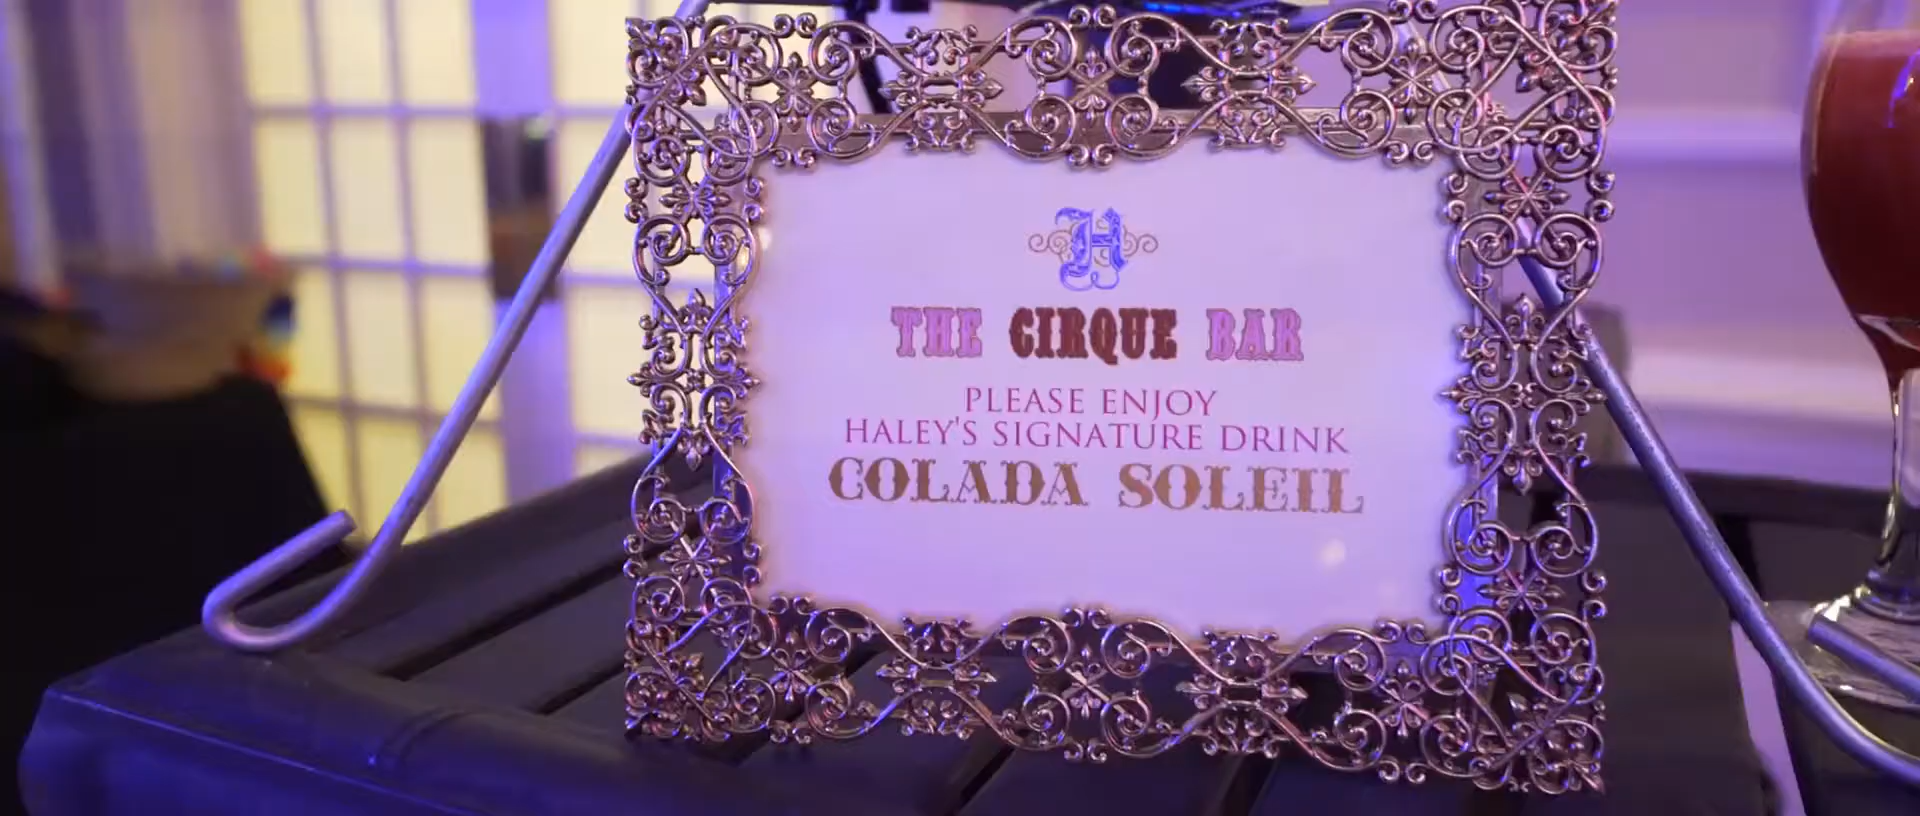 H
THE CIRQUE BAR
PLEASE ENJOY
HALEY'S SIGNATURE DRINK
COLADA SOLEIL